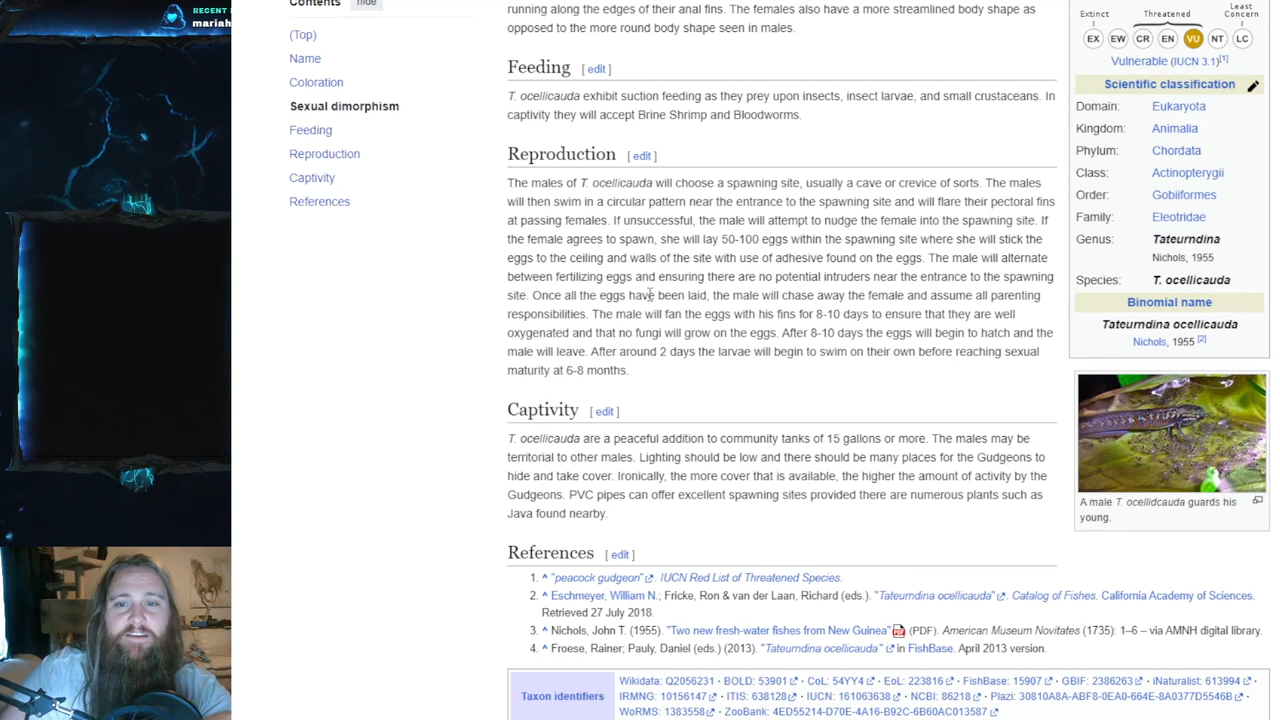 RECENT
mariah
Contents hide
(Top)
Name
Coloration
Sexual dimorphism
Feeding
Reproduction
Captivity
References
running along the edges of their anal fins. The females also have a more streamlined body shape as
opposed to the more round body shape seen in males.
Feeding [ edit ]
T. ocellicauda exhibit suction feeding as they prey upon insects, insect larvae, and small crustaceans. In
captivity they will accept Brine Shrimp and Bloodworms.
Reproduction [ edit ]
The males of T. ocellicauda will choose a spawning site, usually a cave or crevice of sorts. The males
will then swim in a circular pattern near the entrance to the spawning site and will flare their pectoral fins
at passing females. If unsuccessful, the male will attempt to nudge the female into the spawning site. If
the female agrees to spawn, she will lay 50-100 eggs within the spawning site where she will stick the
eggs to the ceiling and walls of the site with use of adhesive found on the eggs. The male will alternate
between fertilizing eggs and ensuring there are no potential intruders near the entrance to the spawning
site. Once all the eggs have been laid, the male will chase away the female and assume all parenting
responsibilities. The male will fan the eggs with his fins for 8-10 days to ensure that they are well
oxygenated and that no fungi will grow on the eggs. After 8-10 days the eggs will begin to hatch and the
male will leave. After around 2 days the larvae will begin to swim on their own before reaching sexual
maturity at 6-8 months.
Captivity [ edit ]
T. ocellicauda are a peaceful addition to community tanks of 15 gallons or more. The males may be
territorial to other males. Lighting should be low and there should be many places for the Gudgeons to
hide and take cover. Ironically, the more cover that is available, the higher the amount of activity by the
Gudgeons. PVC pipes can offer excellent spawning sites provided there are numerous plants such as
Java found nearby.
References [ edit ]
1. ^ "peacock gudgeon". IUCN Red List of Threatened Species.
2. ^ Eschmeyer, William N.; Fricke, Ron & van der Laan, Richard (eds.). "Tateurndina ocellicauda". Catalog of Fishes. California Academy of Sciences.
Retrieved 27 July 2018.
3. ^ Nichols, John T. (1955). "Two new fresh-water fishes from New Guinea" (PDF). American Museum Novitates (1735): 1–6 – via AMNH digital library.
4. ^ Froese, Rainer; Pauly, Daniel (eds.) (2013). "Tateurndina ocellicauda" in FishBase. April 2013 version.
Taxon identifiers
Wikidata: Q2056231 · BOLD: 53901 · CoL: 54YY4 · EoL: 223816 · FishBase: 15907 · GBIF: 2386263 · iNaturalist: 613994 ·
IRMNG: 10156147 · ITIS: 638128 · IUCN: 161063638 · NCBI: 86218 · Plazi: 30810A8A-ABF8-0EA0-664E-8A0377D5546B ·
WoRMS: 1383558 · ZooBank: 4ED55214-D70E-4A16-B92C-6B60AC013587
Extinct Threatened Least Concern
EX EW CR EN VU NT LC
Vulnerable (IUCN 3.1)[1]
Scientific classification
Domain: Eukaryota
Kingdom: Animalia
Phylum: Chordata
Class: Actinopterygii
Order: Gobiiformes
Family: Eleotridae
Genus: Tateurndina
Nichols, 1955
Species: T. ocellicauda
Binomial name
Tateurndina ocellicauda
Nichols, 1955 [2]
A male T. ocellidcauda guards his
young.